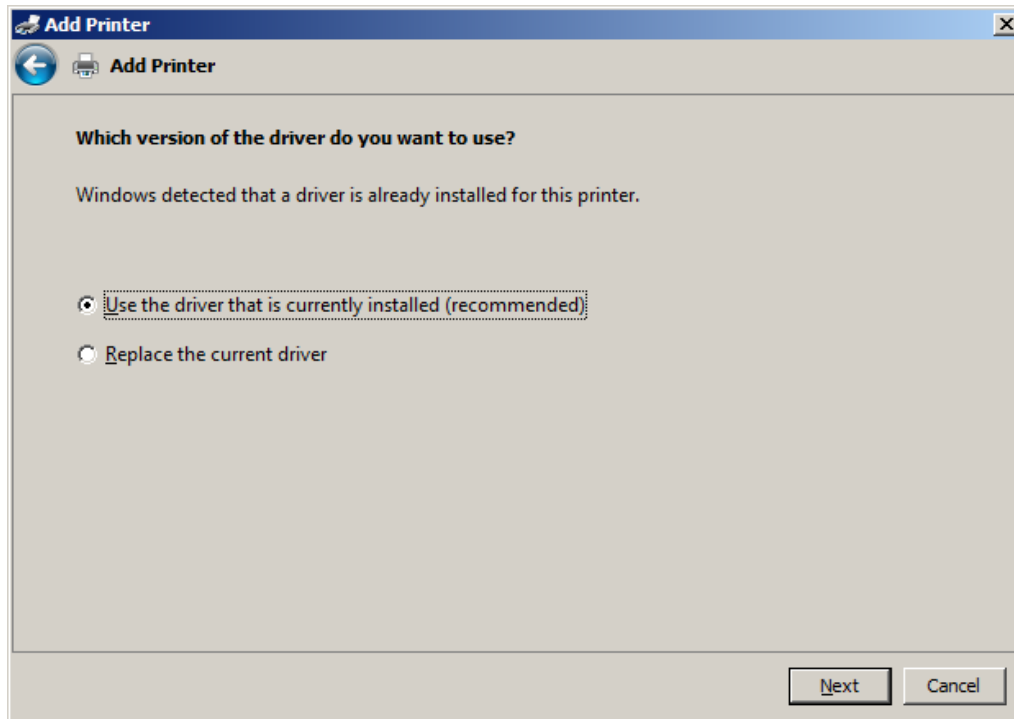 Add Printer
Add Printer
Which version of the driver do you want to use?
Windows detected that a driver is already installed for this printer.
Use the driver that is currently installed (recommended)
Replace the current driver
Next Cancel